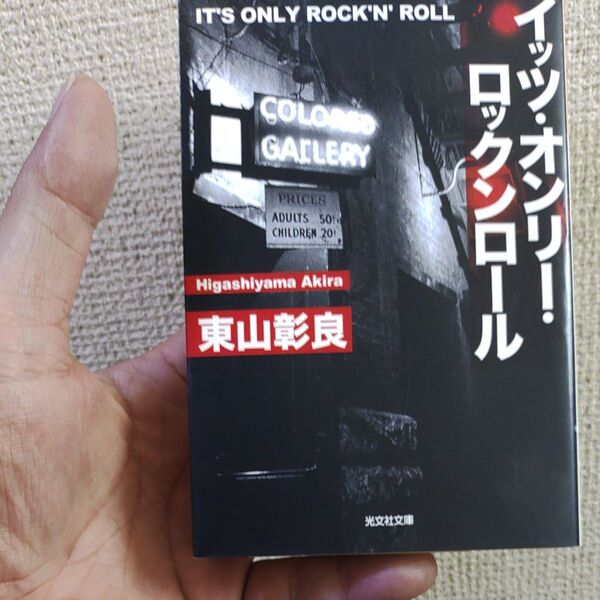 IT'S ONLY ROCK'N' ROLL
イッツ・オンリー・
ロックンロール
COLORED
GALLERY
PRICES
ADULTS 50¢
CHILDREN 20¢
Higashiyama Akira
東山彰良
光文社文庫